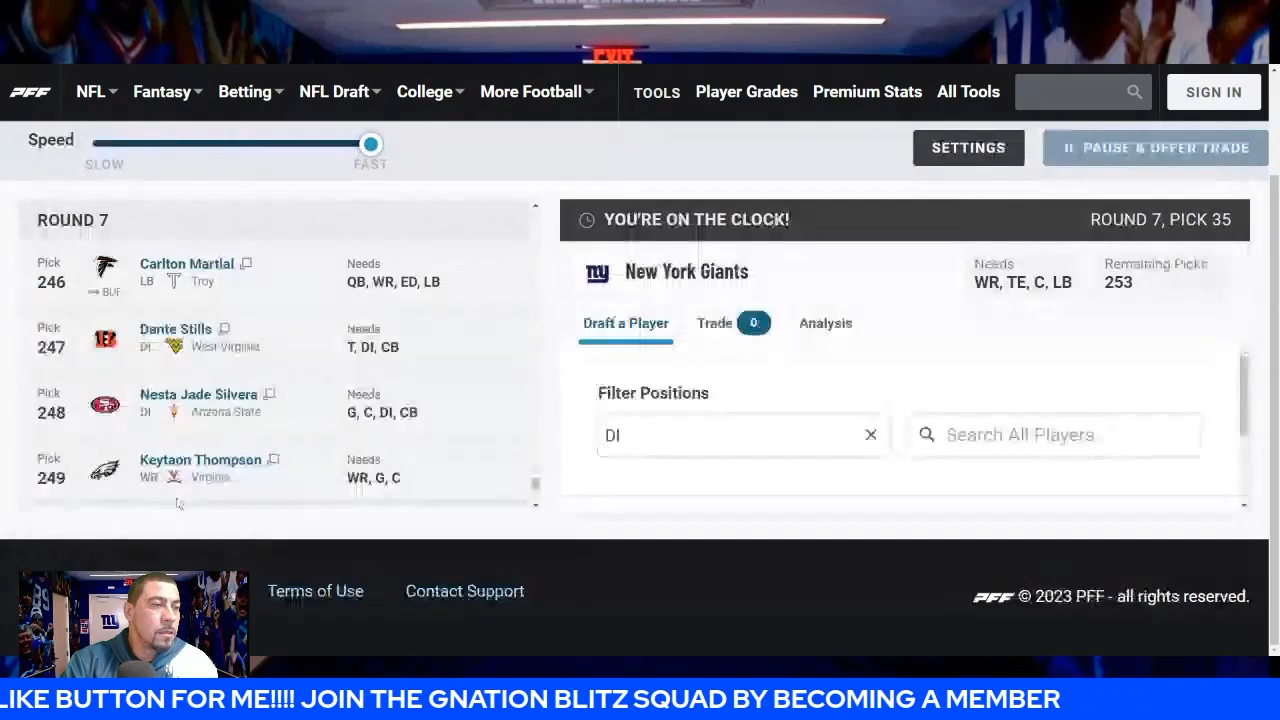 EXIT
PFF NFL Fantasy Betting NFL Draft College More Football TOOLS Player Grades Premium Stats All Tools SIGN IN
Speed
SLOW FAST
SETTINGS
PAUSE & OFFER TRADE
ROUND 7
Pick
246
→ BUF
Carlton Martial
LB Troy
Needs
QB, WR, ED, LB
Pick
247
Dante Stills
DI West Virginia
Needs
T, DI, CB
Pick
248
Nesta Jade Silvera
DI Arizona State
Needs
G, C, DI, CB
Pick
249
Keytaon Thompson
WR Virginia
Needs
WR, G, C
YOU'RE ON THE CLOCK! ROUND 7, PICK 35
ny New York Giants
Needs
WR, TE, C, LB
Remaining Picks
253
Draft a Player Trade 0 Analysis
Filter Positions
DI
Search All Players
Terms of Use Contact Support
PFF © 2023 PFF - all rights reserved.
ny
LIKE BUTTON FOR ME!!!! JOIN THE GNATION BLITZ SQUAD BY BECOMING A MEMBER